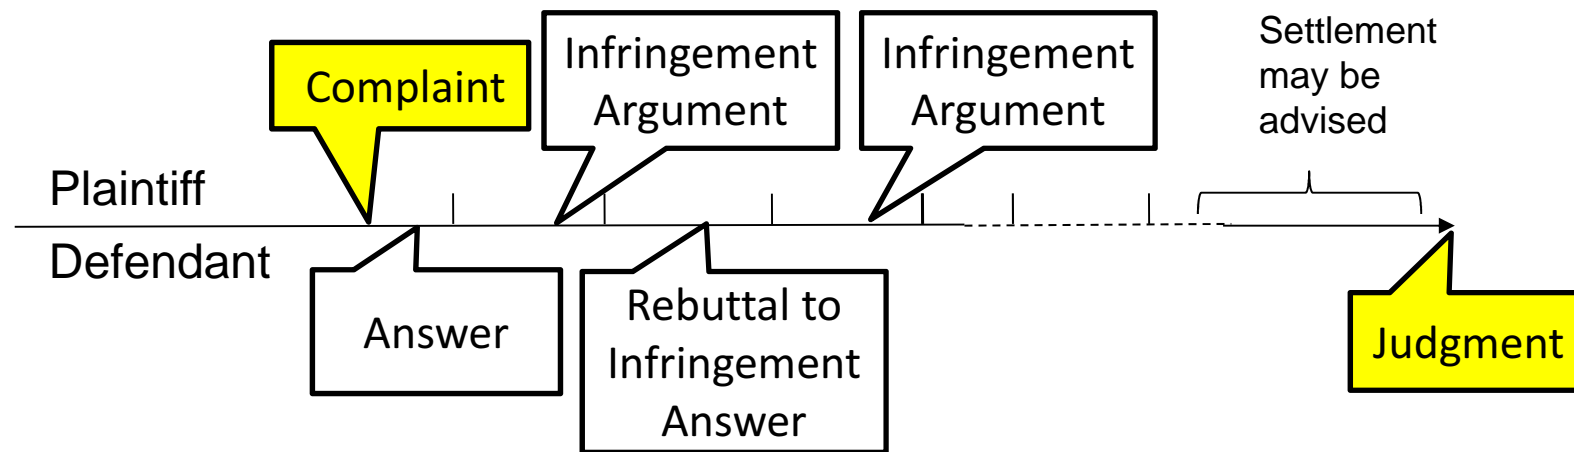 Complaint
Infringement
Argument
Infringement
Argument
Settlement
may be
advised
Plaintiff
Defendant
Answer
Rebuttal to
Infringement
Answer
Judgment